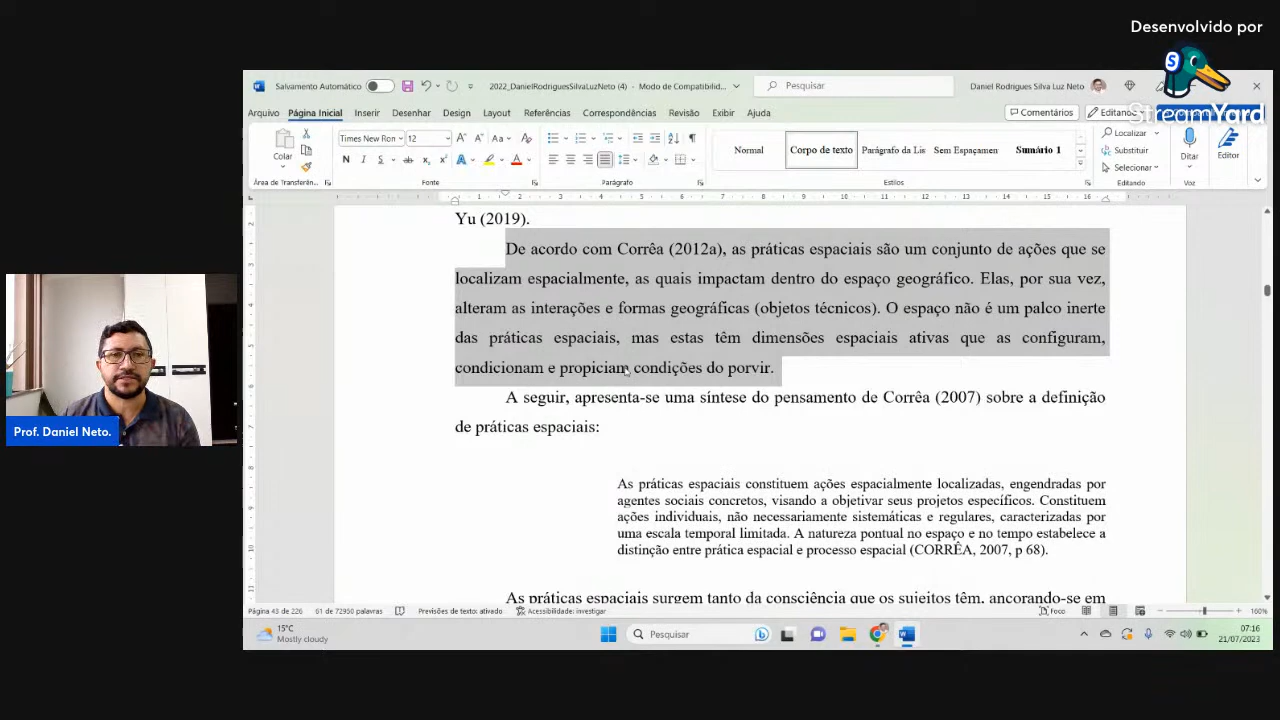 Desenvolvido por
StreamYard
Salvamento Automático
2022_DanielRodriguesSilvaLuzNeto (4) - Modo de Compatibilid...
Pesquisar
Daniel Rodrigues Silva Luz Neto
Arquivo Página Inicial Inserir Desenhar Design Layout Referências Correspondências Revisão Exibir Ajuda
Comentários
Editando
Colar
Times New Ron 12
Normal
Corpo de texto
Parágrafo da Lis
Sem Espaçamen
Sumário 1
Localizar
Substituir
Selecionar
Ditar
Editor
Área de Transferên...
Fonte
Parágrafo
Estilos
Editando
Voz
Yu (2019).
De acordo com Corrêa (2012a), as práticas espaciais são um conjunto de ações que se
localizam espacialmente, as quais impactam dentro do espaço geográfico. Elas, por sua vez,
alteram as interações e formas geográficas (objetos técnicos). O espaço não é um palco inerte
das práticas espaciais, mas estas têm dimensões espaciais ativas que as configuram,
condicionam e propiciam condições do porvir.
A seguir, apresenta-se uma síntese do pensamento de Corrêa (2007) sobre a definição
de práticas espaciais:
As práticas espaciais constituem ações espacialmente localizadas, engendradas por
agentes sociais concretos, visando a objetivar seus projetos específicos. Constituem
ações individuais, não necessariamente sistemáticas e regulares, caracterizadas por
uma escala temporal limitada. A natureza pontual no espaço e no tempo estabelece a
distinção entre prática espacial e processo espacial (CORRÊA, 2007, p 68).
As práticas espaciais surgem tanto da consciência que os sujeitos têm, ancorando-se em
Prof. Daniel Neto.
Página 43 de 226 61 de 72950 palavras Previsões de texto: ativado Acessibilidade: investigar
Foco
160%
15°C
Mostly cloudy
Pesquisar
07:16
21/07/2023